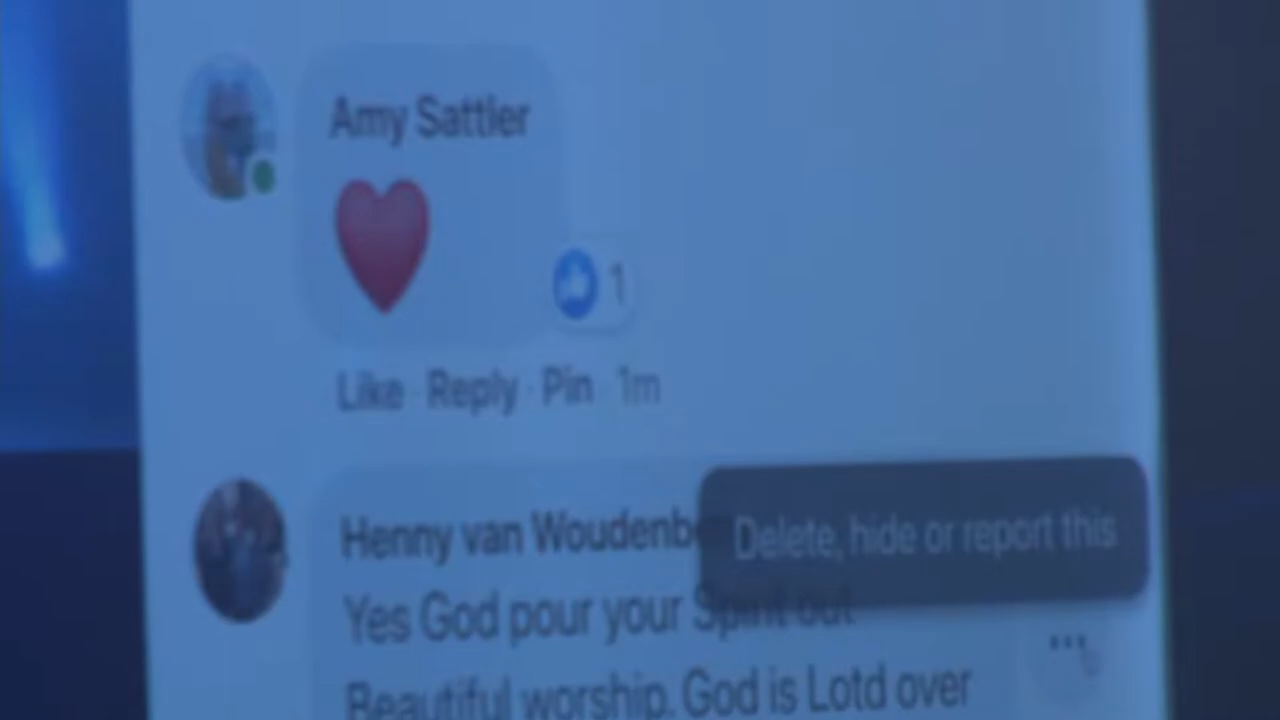 Amy Sattler
1
Like · Reply · Pin · 1m
Henny van Woudenb
Delete, hide or report this
Yes God pour your Spirit out
Beautiful worship. God is Lotd over